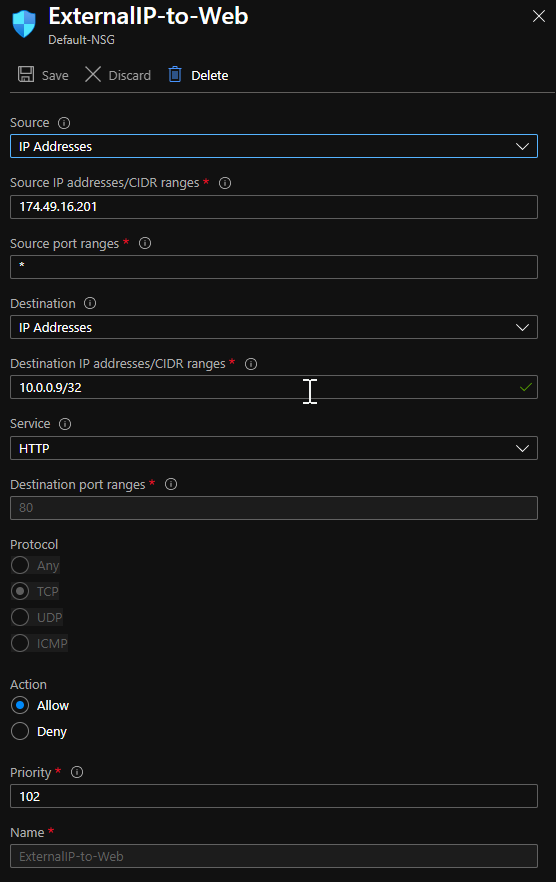 ExternalIP-to-Web
Default-NSG
Save Discard Delete
Source
IP Addresses
Source IP addresses/CIDR ranges *
174.49.16.201
Source port ranges *
*
Destination
IP Addresses
Destination IP addresses/CIDR ranges *
10.0.0.9/32
Service
HTTP
Destination port ranges *
80
Protocol
Any
TCP
UDP
ICMP
Action
Allow
Deny
Priority *
102
Name *
ExternalIP-to-Web